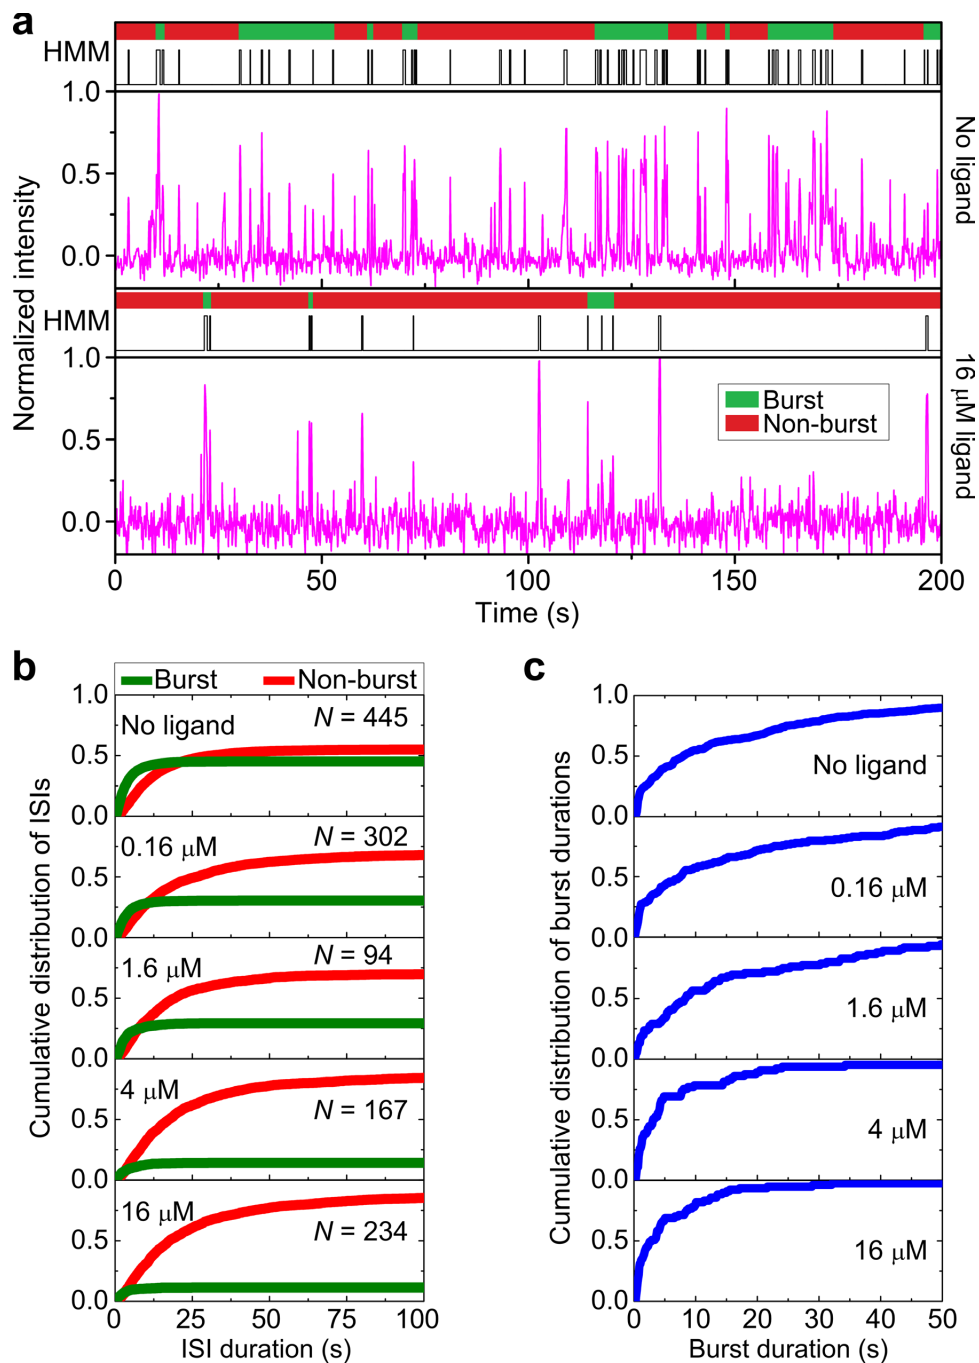 a
HMM
1.0
0.5
0.0
No ligand
HMM
1.0
0.5
0.0
16 μM ligand
Burst
Non-burst
Normalized intensity
0 50 100 150 200
Time (s)
b
Burst Non-burst
Cumulative distribution of ISIs
1.0
0.5
0.0
No ligand N = 445
0.5
0.0
0.16 μM N = 302
0.5
0.0
1.6 μM N = 94
0.5
0.0
4 μM N = 167
0.5
0.0
16 μM N = 234
0 25 50 75 100
ISI duration (s)
c
Cumulative distribution of burst durations
1.0
0.5
0.0
No ligand
0.5
0.0
0.16 μM
0.5
0.0
1.6 μM
0.5
0.0
4 μM
0.5
0.0
16 μM
0 10 20 30 40 50
Burst duration (s)